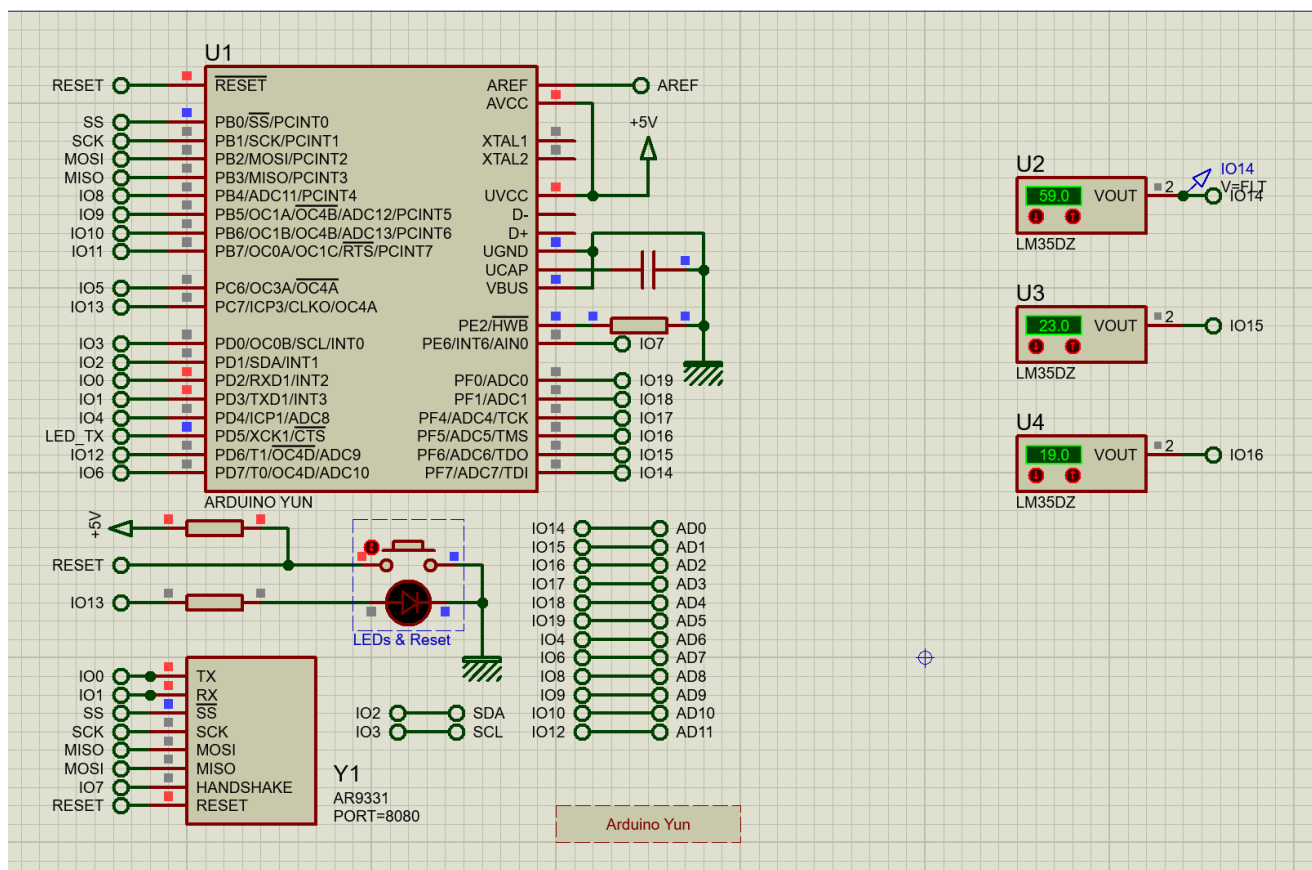 U1
RESET RESET AREF AREF
AVCC
SS PB0/SS/PCINT0 +5V
SCK PB1/SCK/PCINT1 XTAL1
MOSI PB2/MOSI/PCINT2 XTAL2
MISO PB3/MISO/PCINT3
IO8 PB4/ADC11/PCINT4 UVCC
IO9 PB5/OC1A/OC4B/ADC12/PCINT5 D-
IO10 PB6/OC1B/OC4B/ADC13/PCINT6 D+
IO11 PB7/OC0A/OC1C/RTS/PCINT7 UGND
UCAP
IO5 PC6/OC3A/OC4A VBUS
IO13 PC7/ICP3/CLKO/OC4A
PE2/HWB
IO3 PD0/OC0B/SCL/INT0 PE6/INT6/AIN0 IO7
IO2 PD1/SDA/INT1
IO0 PD2/RXD1/INT2 PF0/ADC0 IO19
IO1 PD3/TXD1/INT3 PF1/ADC1 IO18
IO4 PD4/ICP1/ADC8 PF4/ADC4/TCK IO17
LED_TX PD5/XCK1/CTS PF5/ADC5/TMS IO16
IO12 PD6/T1/OC4D/ADC9 PF6/ADC6/TDO IO15
IO6 PD7/T0/OC4D/ADC10 PF7/ADC7/TDI IO14
ARDUINO YUN
U2
IO14
V=FLT
59.0 VOUT 2 IO14
LM35DZ
U3
23.0 VOUT 2 IO15
LM35DZ
U4
19.0 VOUT 2 IO16
LM35DZ
+5V
RESET
IO13
LEDs & Reset
IO14 AD0
IO15 AD1
IO16 AD2
IO17 AD3
IO18 AD4
IO19 AD5
IO4 AD6
IO6 AD7
IO8 AD8
IO9 AD9
IO10 AD10
IO12 AD11
IO2 SDA
IO3 SCL
IO0 TX
IO1 RX
SS SS
SCK SCK
MISO MOSI
MOSI MISO
IO7 HANDSHAKE
RESET RESET
Y1
AR9331
PORT=8080
Arduino Yun